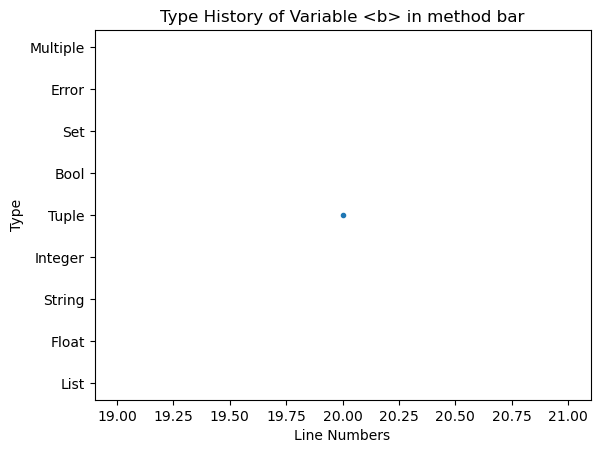 Type History of Variable <b> in method bar
Multiple
Error
Set
Bool
Tuple
Integer
String
Float
List
Type
19.00 19.25 19.50 19.75 20.00 20.25 20.50 20.75 21.00
Line Numbers